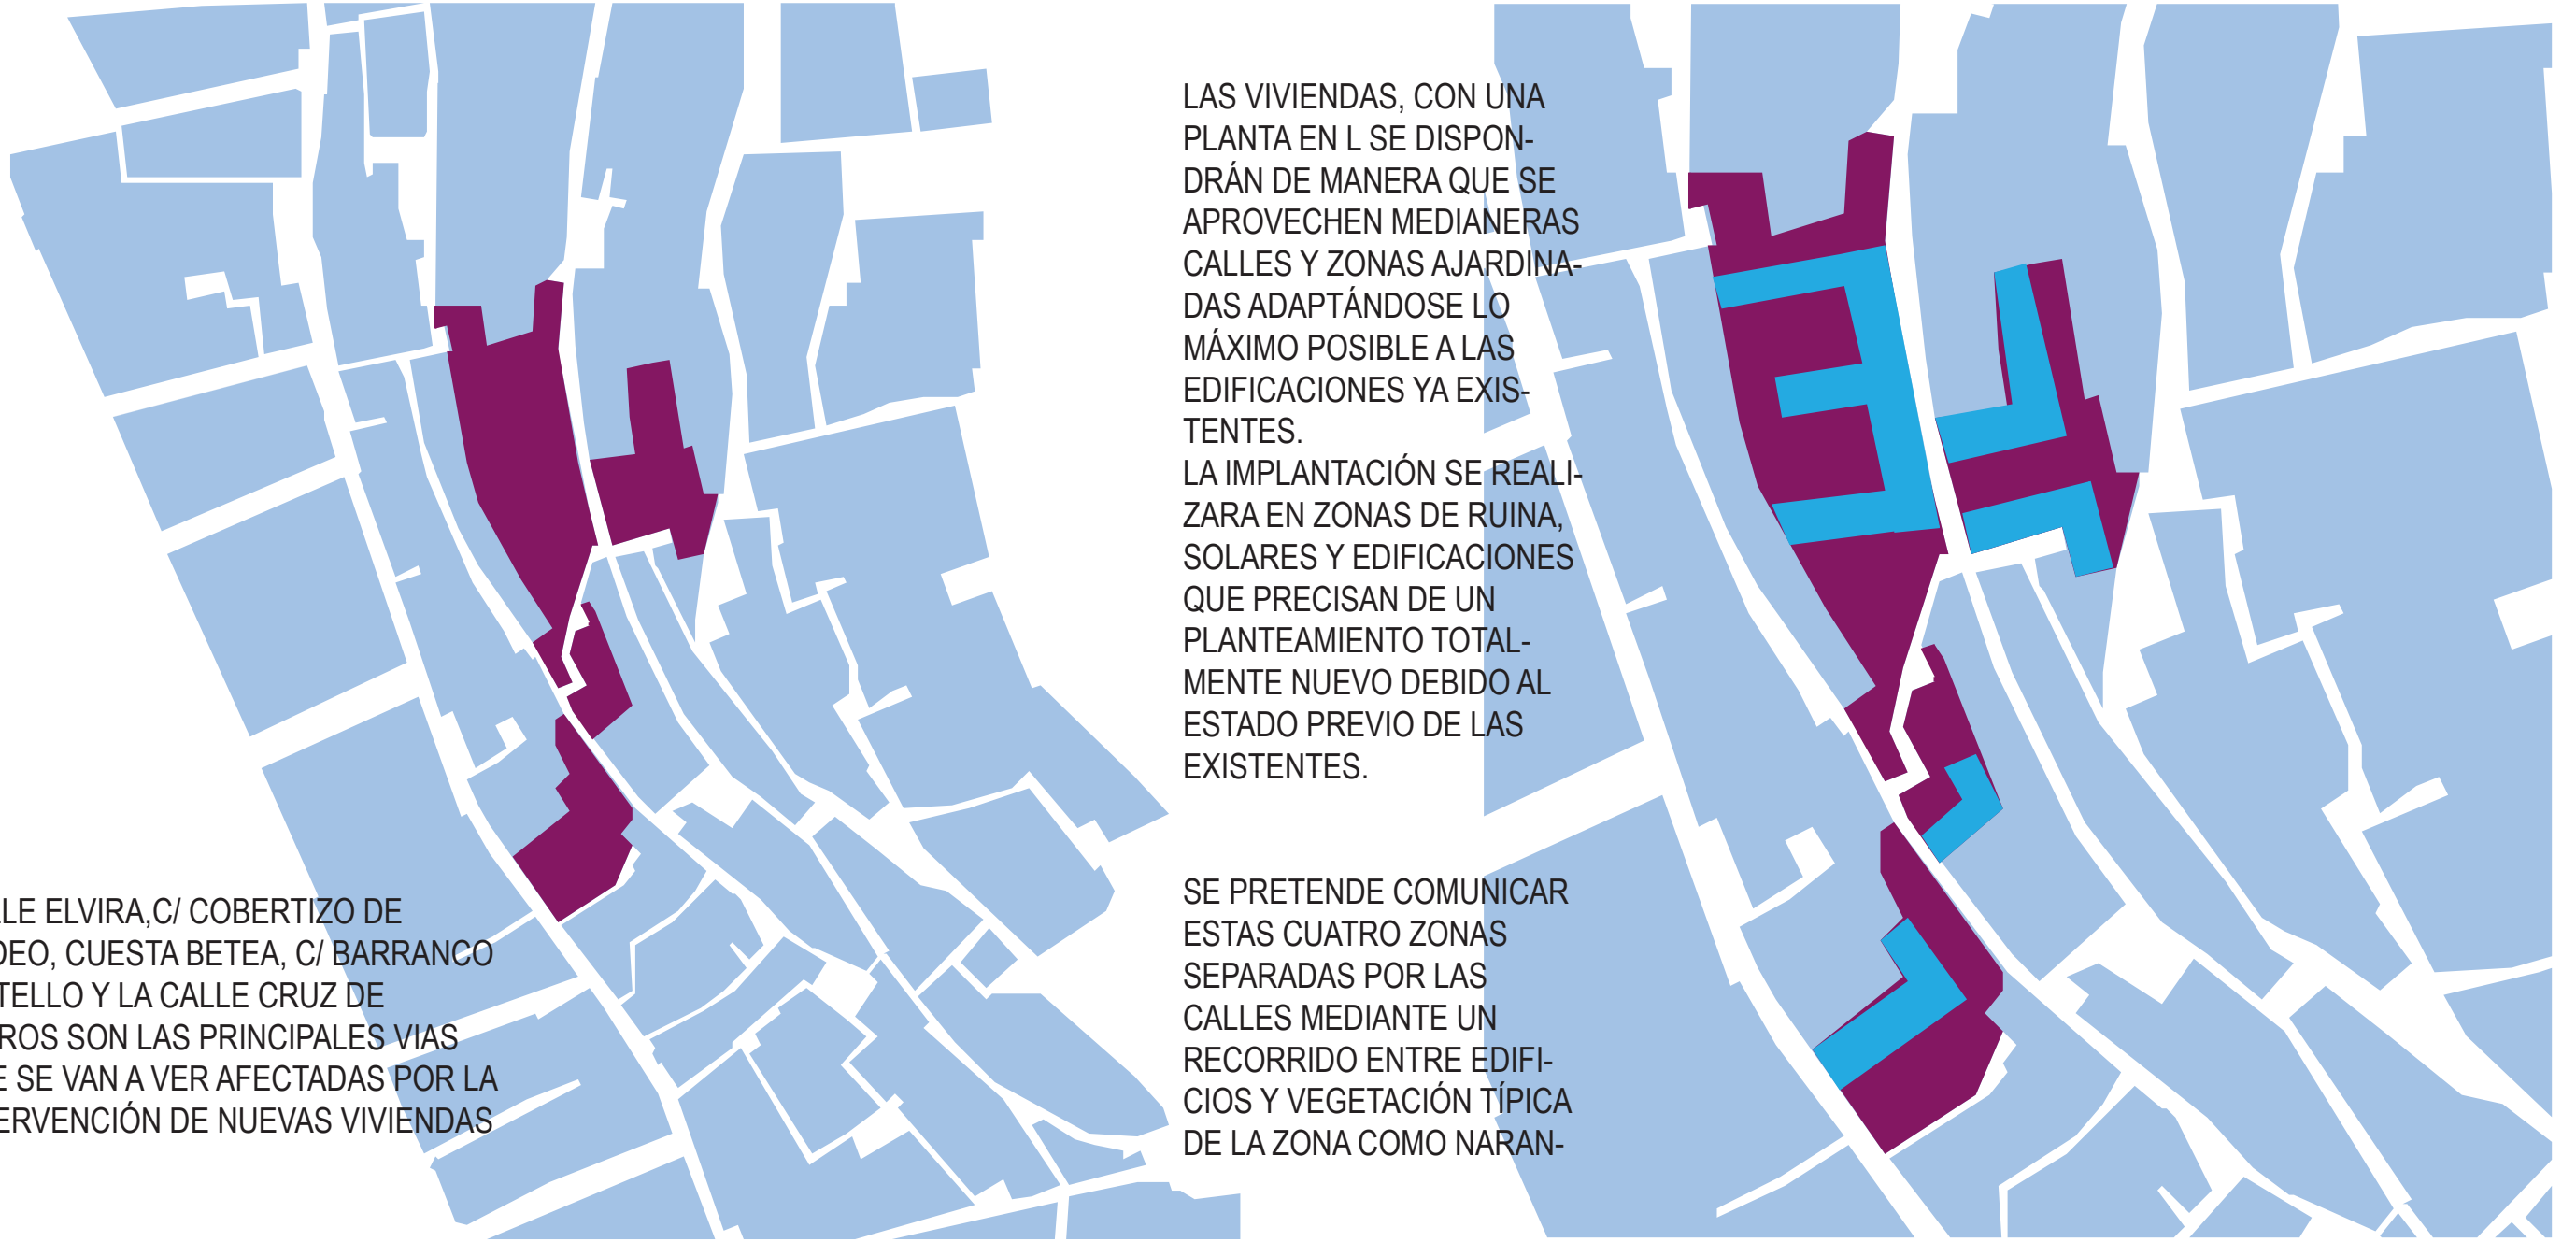 LLE ELVIRA,C/ COBERTIZO DE
DEO, CUESTA BETEA, C/ BARRANCO
TELLO Y LA CALLE CRUZ DE
ROS SON LAS PRINCIPALES VIAS
E SE VAN A VER AFECTADAS POR LA
ERVENCIÓN DE NUEVAS VIVIENDAS
LAS VIVIENDAS, CON UNA
PLANTA EN L SE DISPON-
DRÁN DE MANERA QUE SE
APROVECHEN MEDIANERAS
CALLES Y ZONAS AJARDINA-
DAS ADAPTÁNDOSE LO
MÁXIMO POSIBLE A LAS
EDIFICACIONES YA EXIS-
TENTES.
LA IMPLANTACIÓN SE REALI-
ZARA EN ZONAS DE RUINA,
SOLARES Y EDIFICACIONES
QUE PRECISAN DE UN
PLANTEAMIENTO TOTAL-
MENTE NUEVO DEBIDO AL
ESTADO PREVIO DE LAS
EXISTENTES.
SE PRETENDE COMUNICAR
ESTAS CUATRO ZONAS
SEPARADAS POR LAS
CALLES MEDIANTE UN
RECORRIDO ENTRE EDIFI-
CIOS Y VEGETACIÓN TÍPICA
DE LA ZONA COMO NARAN-